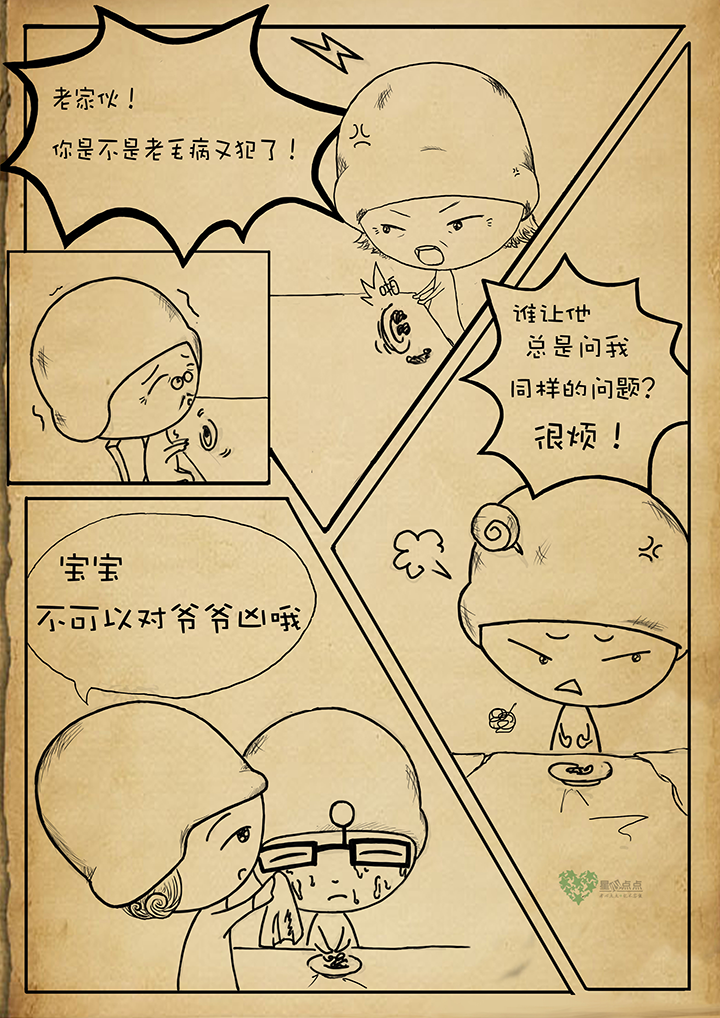 老家伙！
你是不是老毛病又犯了！
啪
谁让他
总是问我
同样的问题？
很烦！
宝宝
不可以对爷爷凶哦